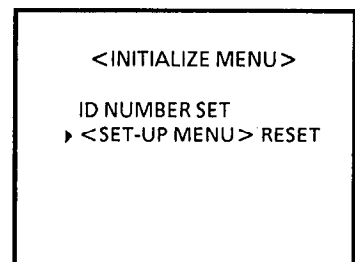 <INITIALIZE MENU>
ID NUMBER SET
▸ <SET-UP MENU> RESET